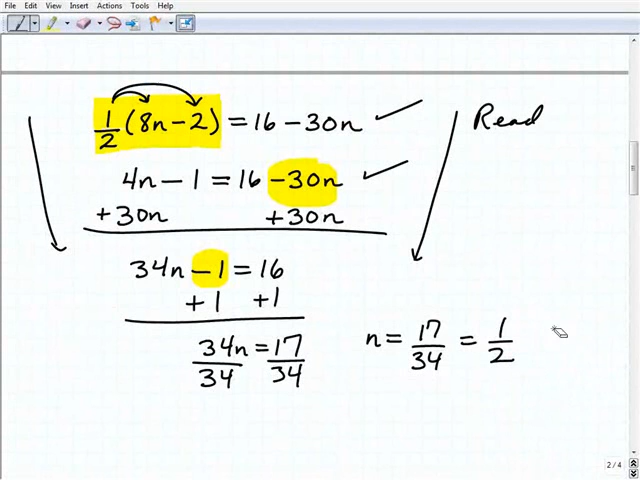 File Edit View Insert Actions Tools Help
1/2 (8n - 2) = 16 - 30n
Read
4n - 1 = 16 - 30n
+30n +30n
34n - 1 = 16
+1 +1
34n/34 = 17/34
n = 17/34 = 1/2
2 / 4